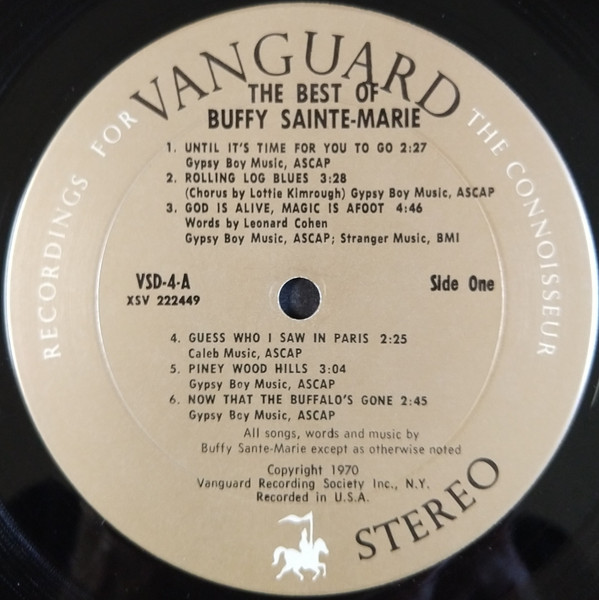 VANGUARD
RECORDINGS FOR THE CONNOISSEUR
THE BEST OF
BUFFY SAINTE-MARIE
1. UNTIL IT'S TIME FOR YOU TO GO 2:27
Gypsy Boy Music, ASCAP
2. ROLLING LOG BLUES 3:28
(Chorus by Lottie Kimrough) Gypsy Boy Music, ASCAP
3. GOD IS ALIVE, MAGIC IS AFOOT 4:46
Words by Leonard Cohen
Gypsy Boy Music, ASCAP; Stranger Music, BMI
VSD-4-A Side One
XSV 222449
4. GUESS WHO I SAW IN PARIS 2:25
Caleb Music, ASCAP
5. PINEY WOOD HILLS 3:04
Gypsy Boy Music, ASCAP
6. NOW THAT THE BUFFALO'S GONE 2:45
Gypsy Boy Music, ASCAP
All songs, words and music by
Buffy Sante-Marie except as otherwise noted
Copyright 1970
Vanguard Recording Society Inc., N.Y.
Recorded in U.S.A.
STEREO